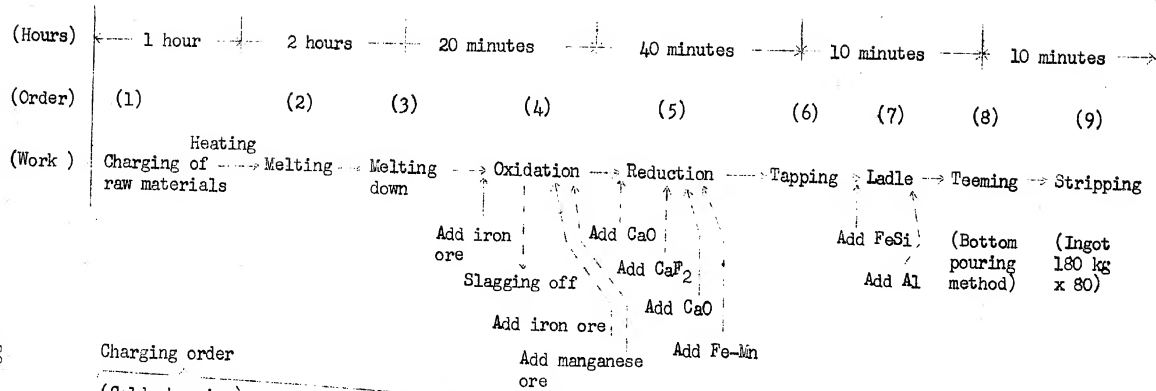 (Hours) 1 hour 2 hours 20 minutes 40 minutes 10 minutes 10 minutes
(Order) (1) (2) (3) (4) (5) (6) (7) (8) (9)
Heating
(Work ) Charging of Melting Melting Oxidation Reduction Tapping Ladle Teeming Stripping
raw materials down
Add iron Add CaO Add FeSi (Bottom (Ingot
ore pouring 180 kg
Slagging off Add CaF2 Add Al method) x 80)
Add iron ore Add CaO
Add manganese Add Fe-Mn
ore
Charging order